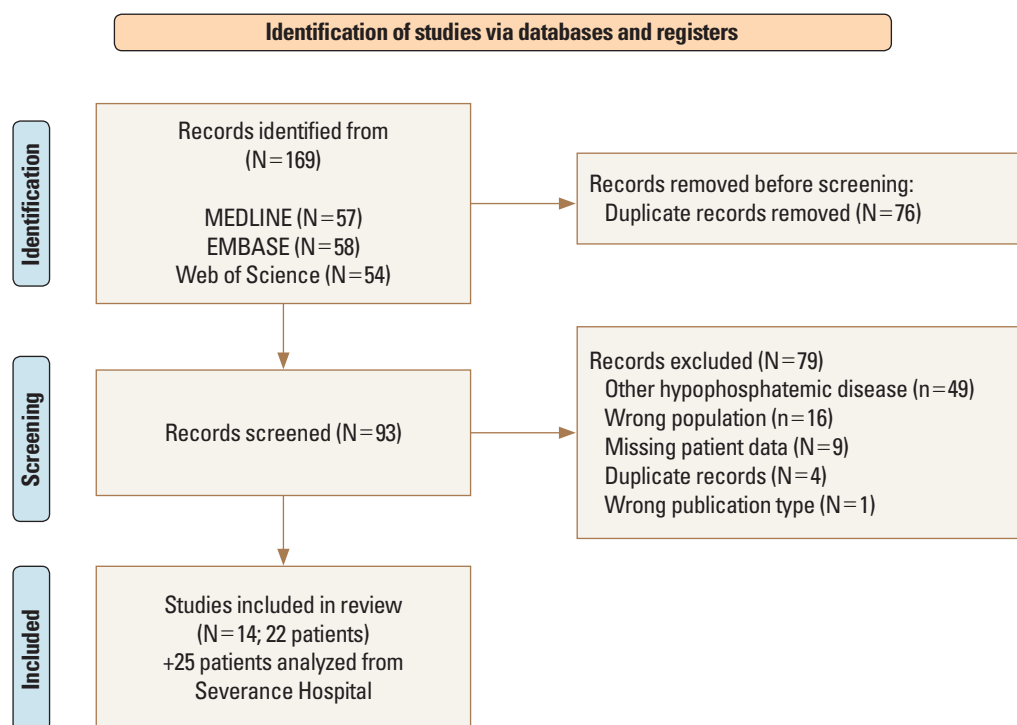 Identification of studies via databases and registers
Identification
Records identified from
(N=169)
MEDLINE (N=57)
EMBASE (N=58)
Web of Science (N=54)
Records removed before screening:
Duplicate records removed (N=76)
Screening
Records screened (N=93)
Records excluded (N=79)
Other hypophosphatemic disease (n=49)
Wrong population (n=16)
Missing patient data (N=9)
Duplicate records (N=4)
Wrong publication type (N=1)
Included
Studies included in review
(N=14; 22 patients)
+25 patients analyzed from
Severance Hospital